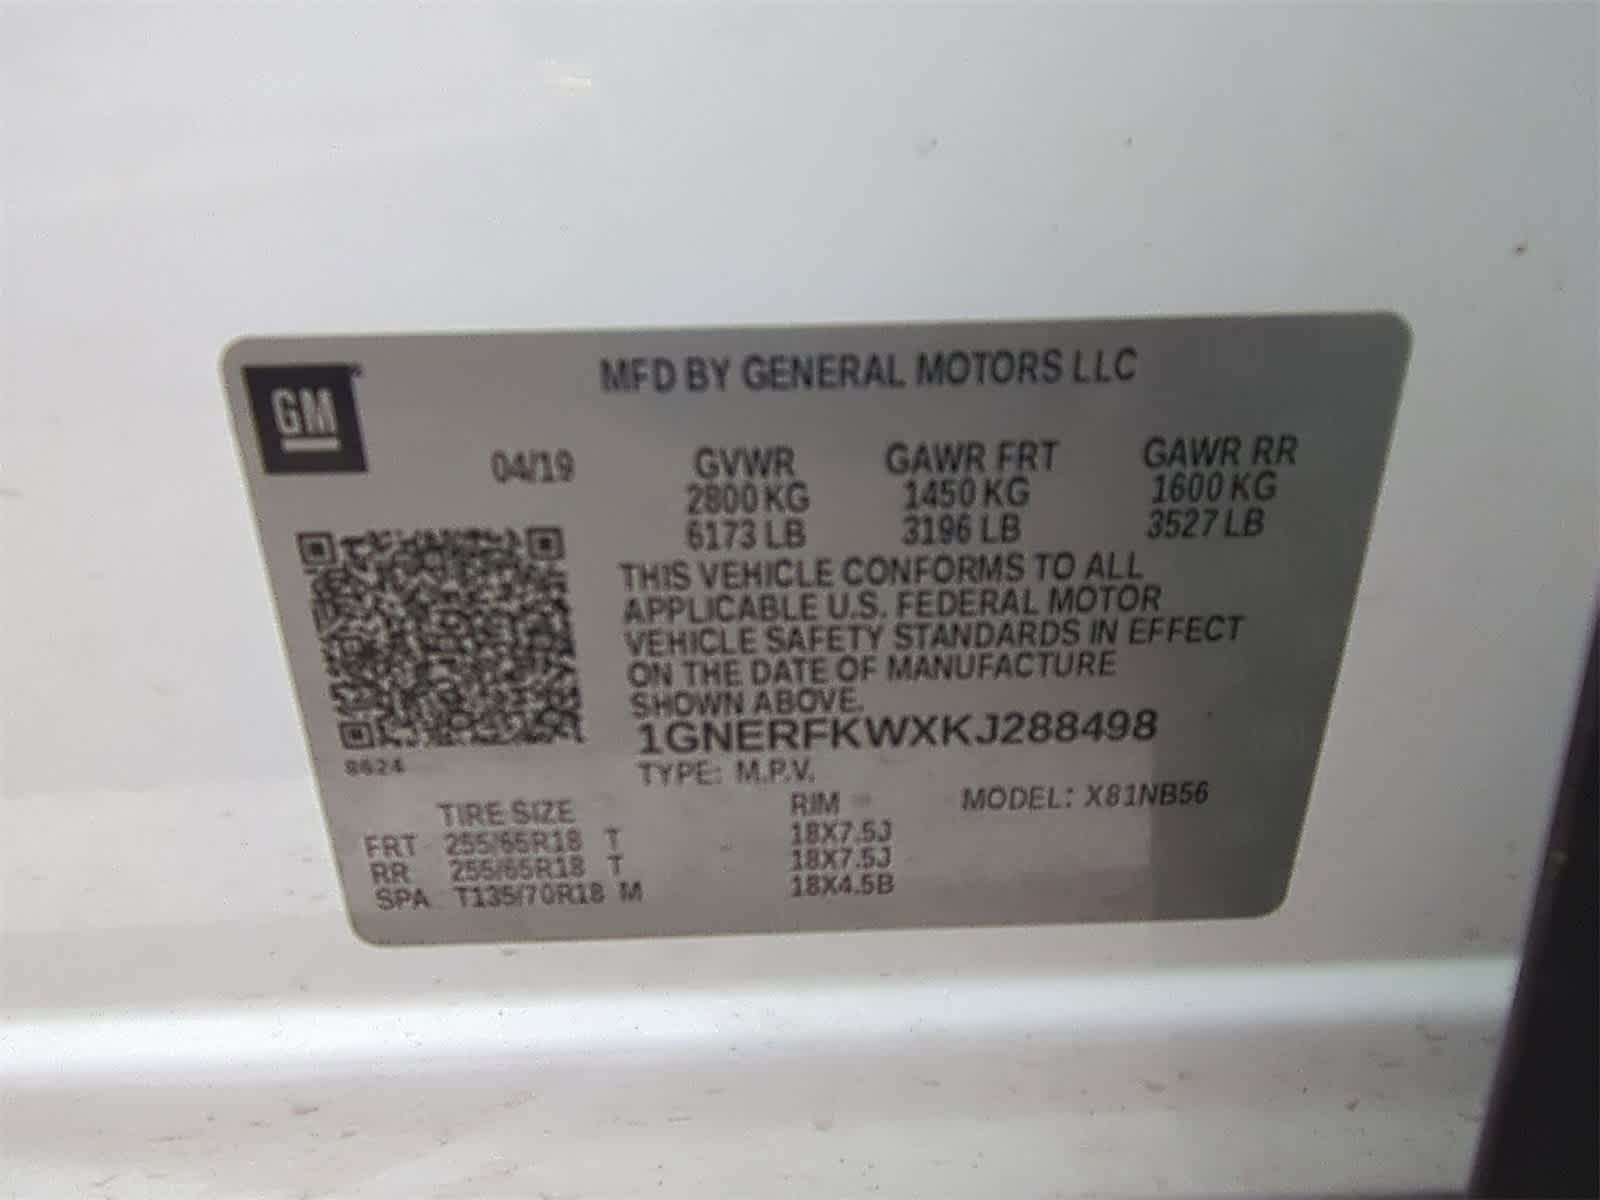 GM
MFD BY GENERAL MOTORS LLC
04/19 GVWR GAWR FRT GAWR RR
2800 KG 1450 KG 1600 KG
6173 LB 3196 LB 3527 LB
THIS VEHICLE CONFORMS TO ALL
APPLICABLE U.S. FEDERAL MOTOR
VEHICLE SAFETY STANDARDS IN EFFECT
ON THE DATE OF MANUFACTURE
SHOWN ABOVE.
1GNERFKWXKJ288498
8624
TYPE: M.P.V.
TIRE SIZE RIM MODEL: X81NB56
FRT 255/65R18 T 18X7.5J
RR 255/65R18 T 18X7.5J
SPA T135/70R18 M 18X4.5B